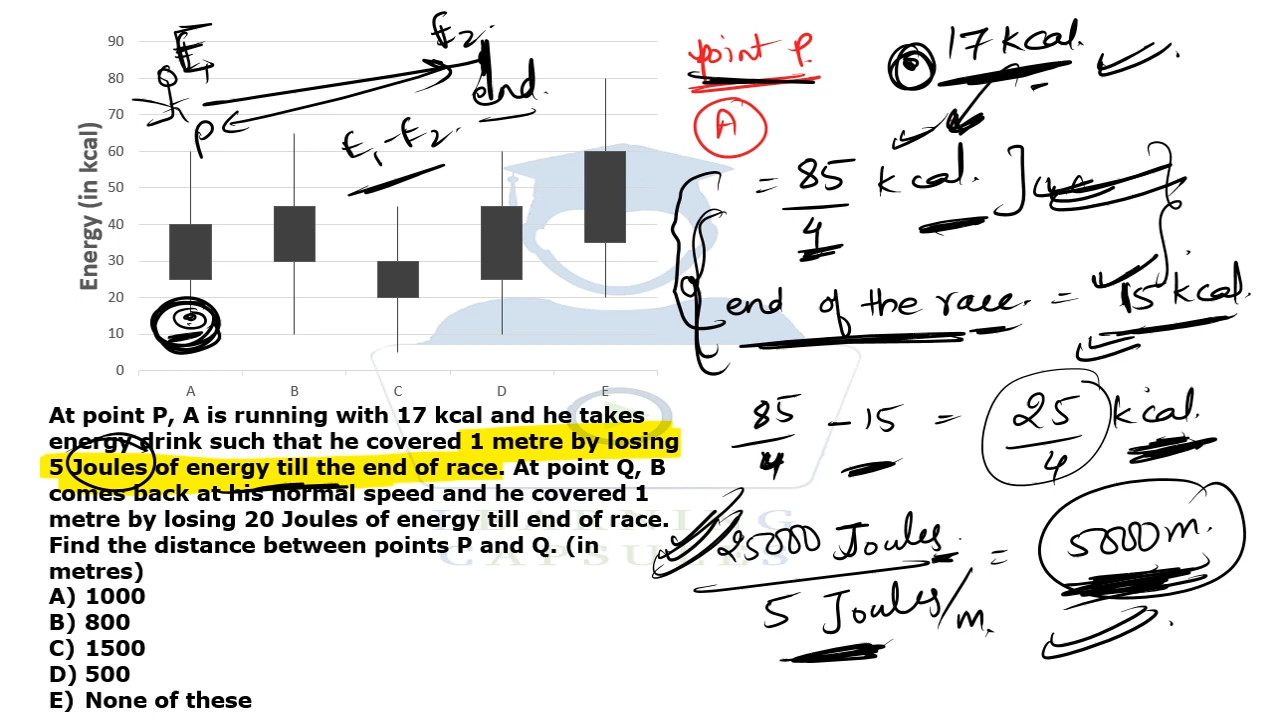 90
80
70
60
50
40
30
20
10
0
Energy (in kcal)
A B C D E
E1
E2.
End.
P
E1-E2.
point P.
A
17 kcal.
= 85/4 kcal.
end of the race. = 15 kcal.
85/4 - 15 = 25/4 kcal.
25000 Joules / 5 Joules/m. = 5000m.
LEARNING
CAPSULES
At point P, A is running with 17 kcal and he takes
energy drink such that he covered 1 metre by losing
5 Joules of energy till the end of race. At point Q, B
comes back at his normal speed and he covered 1
metre by losing 20 Joules of energy till end of race.
Find the distance between points P and Q. (in
metres)
A) 1000
B) 800
C) 1500
D) 500
E) None of these